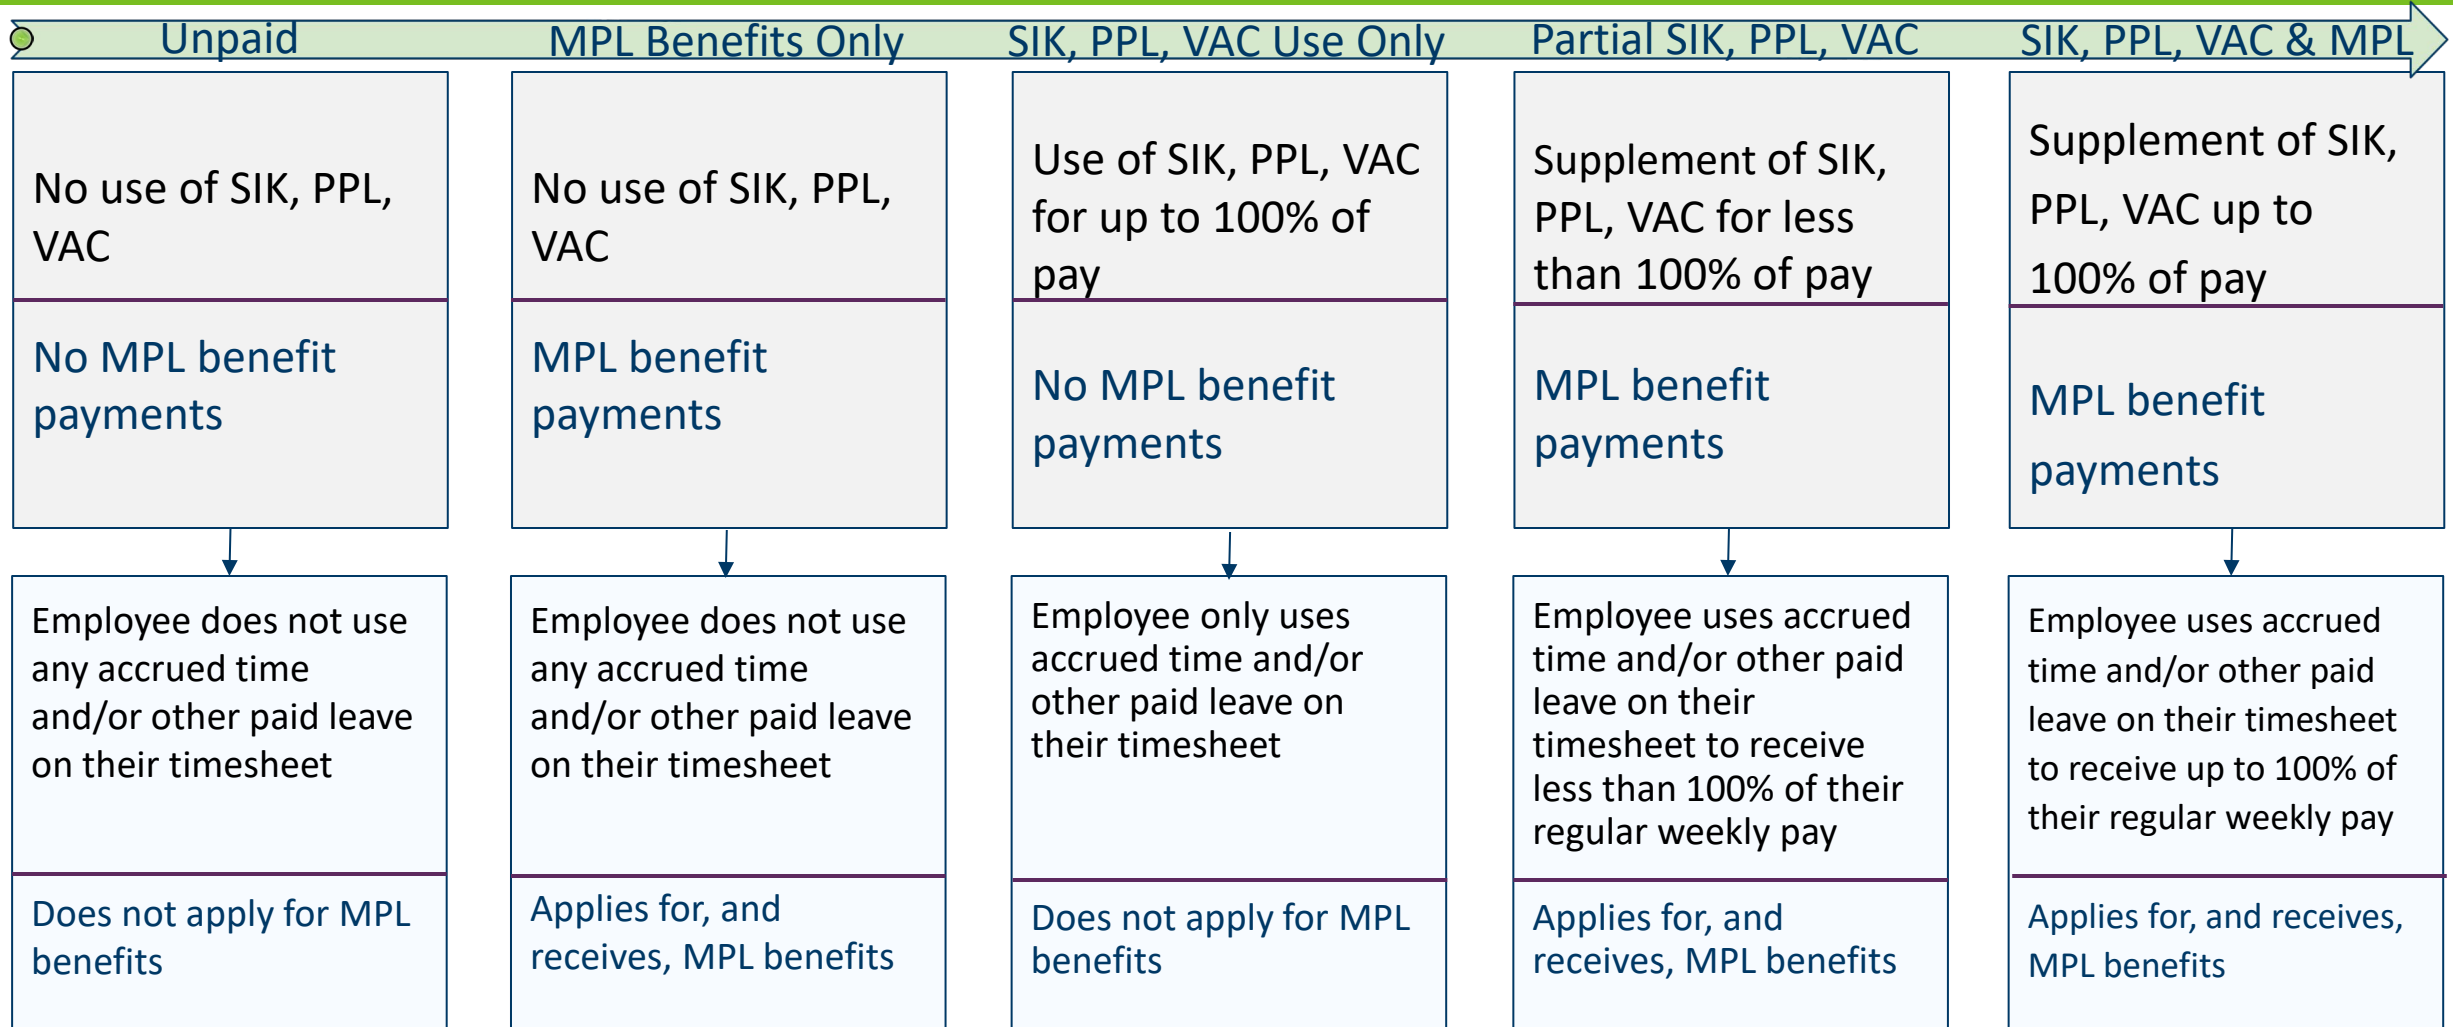 Unpaid
MPL Benefits Only
SIK, PPL, VAC Use Only
Partial SIK, PPL, VAC
SIK, PPL, VAC & MPL
No use of SIK, PPL,
VAC
No MPL benefit
payments
No use of SIK, PPL,
VAC
MPL benefit
payments
Use of SIK, PPL, VAC
for up to 100% of
pay
No MPL benefit
payments
Supplement of SIK,
PPL, VAC for less
than 100% of pay
MPL benefit
payments
Supplement of SIK,
PPL, VAC up to
100% of pay
MPL benefit
payments
Employee does not use
any accrued time
and/or other paid leave
on their timesheet
Does not apply for MPL
benefits
Employee does not use
any accrued time
and/or other paid leave
on their timesheet
Applies for, and
receives, MPL benefits
Employee only uses
accrued time and/or
other paid leave on
their timesheet
Does not apply for MPL
benefits
Employee uses accrued
time and/or other paid
leave on their
timesheet to receive
less than 100% of their
regular weekly pay
Applies for, and
receives, MPL benefits
Employee uses accrued
time and/or other paid
leave on their timesheet
to receive up to 100% of
their regular weekly pay
Applies for, and receives,
MPL benefits